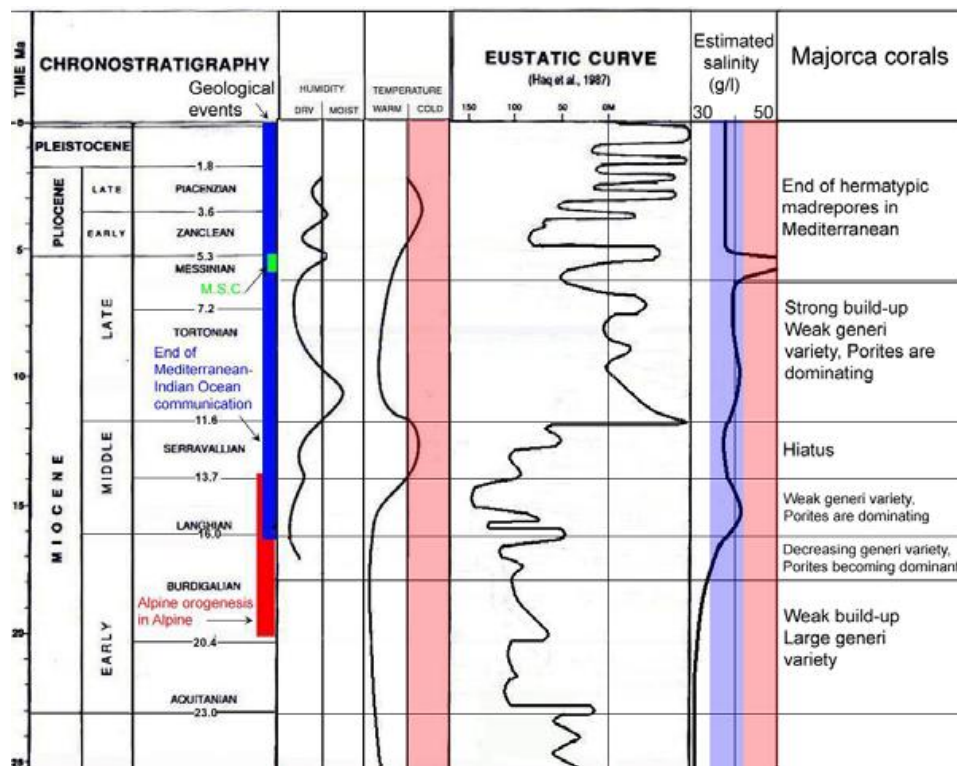 TIME Ma
CHRONOSTRATIGRAPHY
Geological
events
HUMIDITY
DRY
MOIST
TEMPERATURE
WARM
COLD
EUSTATIC CURVE
(Haq et al., 1987)
150
100
50
0M
Estimated
salinity
(g/l)
30
50
Majorca corals
0
5
10
15
20
25
PLEISTOCENE
1.8
PLIOCENE
LATE
PIACENZIAN
3.6
EARLY
ZANCLEAN
5.3
MIOCENE
LATE
MESSINIAN
M.S.C.
7.2
TORTONIAN
End of
Mediterranean-
Indian Ocean
communication
11.6
MIDDLE
SERRAVALLIAN
13.7
LANGHIAN
16.0
EARLY
BURDIGALIAN
Alpine orogenesis
in Alpine
20.4
AQUITANIAN
23.0
End of hermatypic
madrepores in
Mediterranean
Strong build-up
Weak generi
variety, Porites are
dominating
Hiatus
Weak generi variety,
Porites are dominating
Decreasing generi variety,
Porites becoming dominant
Weak build-up
Large generi
variety